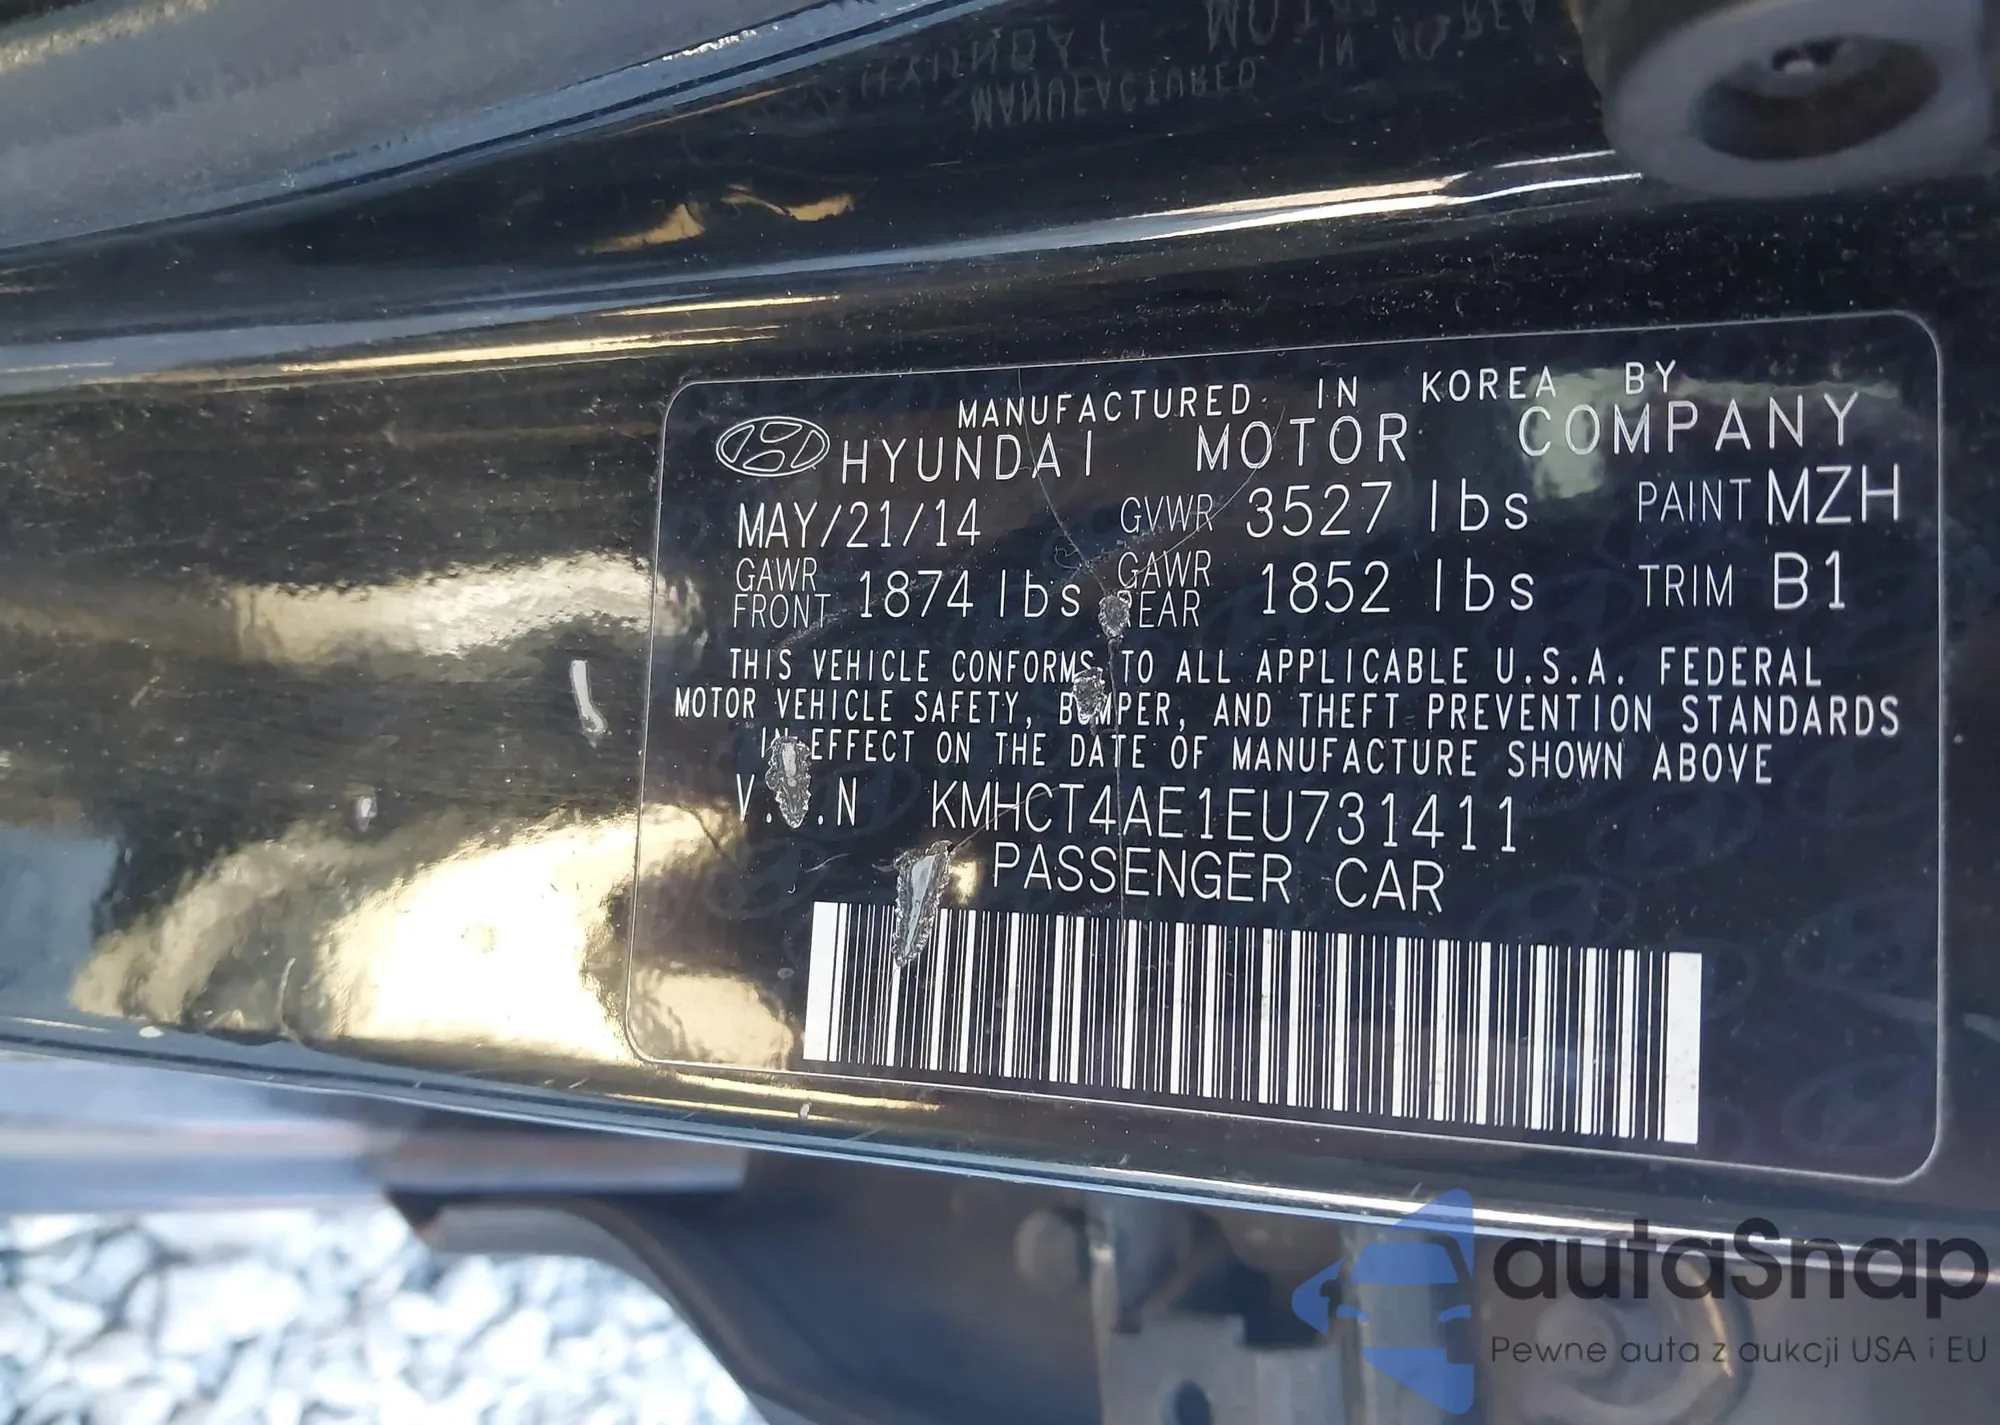 MANUFACTURED IN KOREA BY
HYUNDAI MOTOR COMPANY
MAY/21/14 GVWR 3527 lbs PAINT MZH
GAWR FRONT 1874 lbs GAWR REAR 1852 lbs TRIM B1
THIS VEHICLE CONFORMS TO ALL APPLICABLE U.S.A. FEDERAL
MOTOR VEHICLE SAFETY, BUMPER, AND THEFT PREVENTION STANDARDS
IN EFFECT ON THE DATE OF MANUFACTURE SHOWN ABOVE
V.I.N KMHCT4AE1EU731411
PASSENGER CAR
autaSnap
Pewne auta z aukcji USA i EU